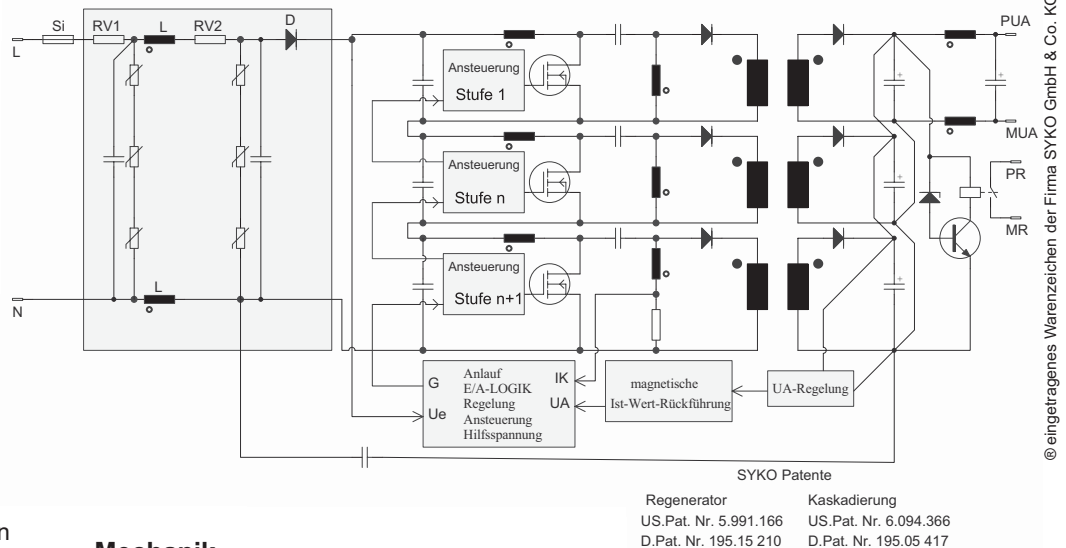 Si
RV1
L
RV2
D
L
N
L
Ansteuerung
Stufe 1
Ansteuerung
Stufe n
Ansteuerung
Stufe n+1
PUA
MUA
PR
MR
G
Ue
Anlauf
E/A-LOGIK
Regelung
Ansteuerung
Hilfsspannung
IK
UA
magnetische
Ist-Wert-Rückführung
UA-Regelung
SYKO Patente
Regenerator
US.Pat. Nr. 5.991.166
D.Pat. Nr. 195.15 210
Kaskadierung
US.Pat. Nr. 6.094.366
D.Pat. Nr. 195.05 417
® eingetragenes Warenzeichen der Firma SYKO GmbH & Co. KG